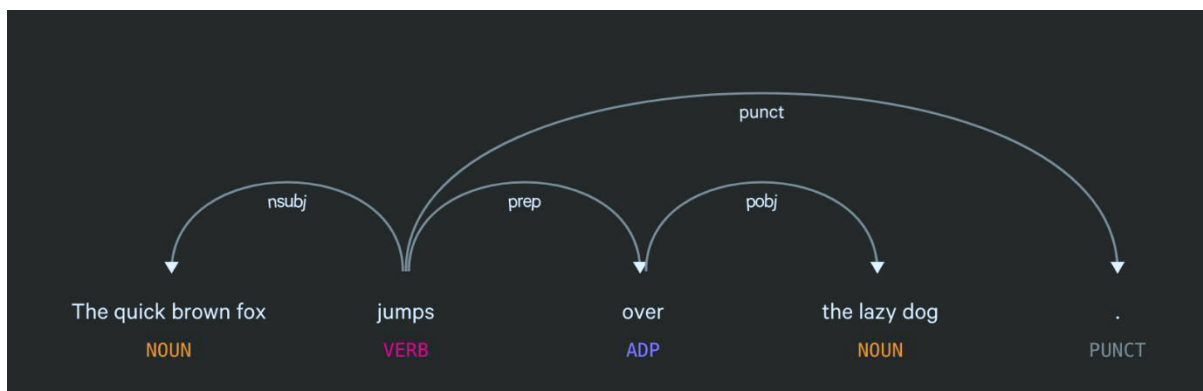 punct
nsubj prep pobj
The quick brown fox jumps over the lazy dog .
NOUN VERB ADP NOUN PUNCT